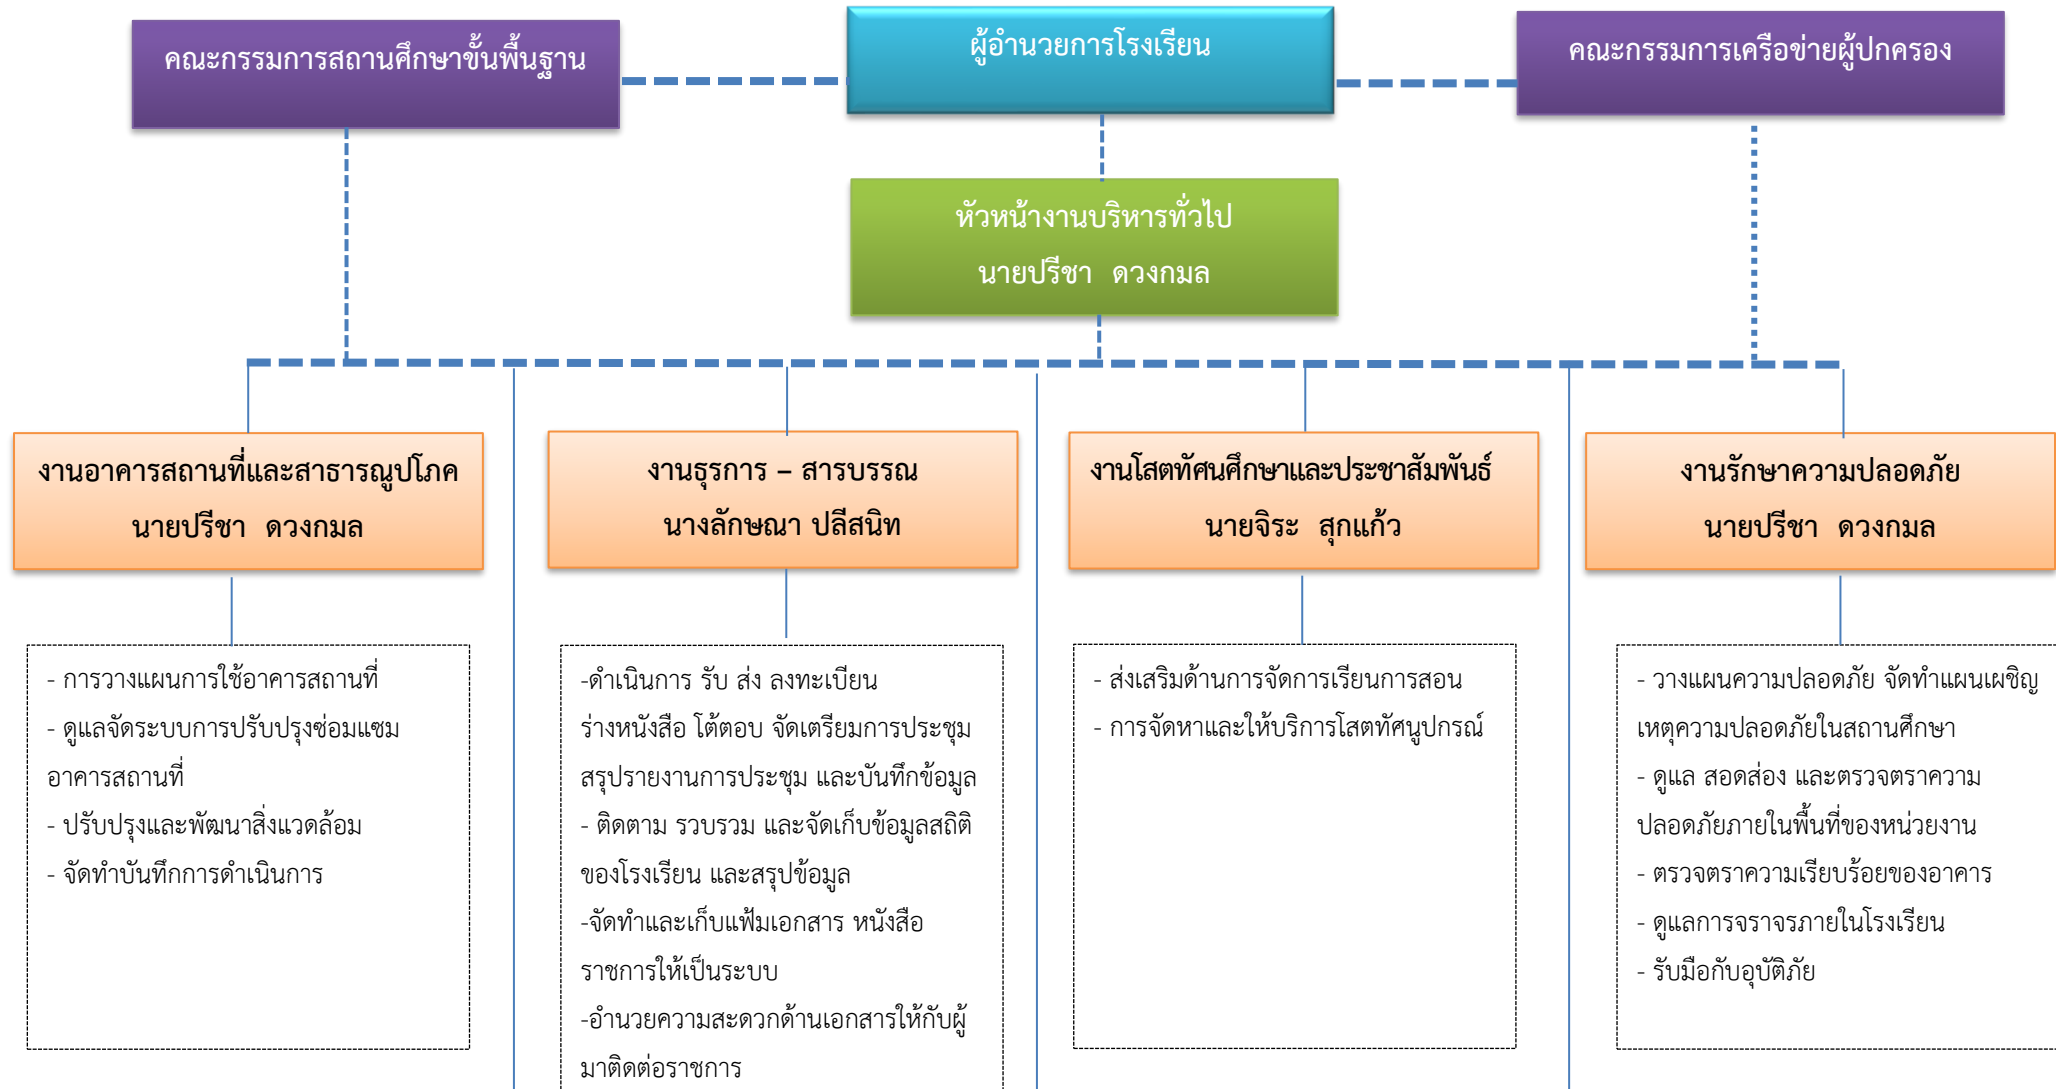 คณะกรรมการสถานศึกษาขั้นพื้นฐาน
ผู้อำนวยการโรงเรียน
คณะกรรมการเครือข่ายผู้ปกครอง
หัวหน้างานบริหารทั่วไป
นายปรีชา ดวงกมล
งานอาคารสถานที่และสาธารณูปโภค
นายปรีชา ดวงกมล
งานธุรการ – สารบรรณ
นางลักษณา ปลีสนิท
งานโสตทัศนศึกษาและประชาสัมพันธ์
นายจิระ สุกแก้ว
งานรักษาความปลอดภัย
นายปรีชา ดวงกมล
- การวางแผนการใช้อาคารสถานที่
- ดูแลจัดระบบการปรับปรุงซ่อมแซม
อาคารสถานที่
- ปรับปรุงและพัฒนาสิ่งแวดล้อม
- จัดทำบันทึกการดำเนินการ
-ดำเนินการ รับ ส่ง ลงทะเบียน
ร่างหนังสือ โต้ตอบ จัดเตรียมการประชุม
สรุปรายงานการประชุม และบันทึกข้อมูล
- ติดตาม รวบรวม และจัดเก็บข้อมูลสถิติ
ของโรงเรียน และสรุปข้อมูล
-จัดทำและเก็บแฟ้มเอกสาร หนังสือ
ราชการให้เป็นระบบ
-อำนวยความสะดวกด้านเอกสารให้กับผู้
มาติดต่อราชการ
- ส่งเสริมด้านการจัดการเรียนการสอน
- การจัดหาและให้บริการโสตทัศนูปกรณ์
- วางแผนความปลอดภัย จัดทำแผนเผชิญ
เหตุความปลอดภัยในสถานศึกษา
- ดูแล สอดส่อง และตรวจตราความ
ปลอดภัยภายในพื้นที่ของหน่วยงาน
- ตรวจตราความเรียบร้อยของอาคาร
- ดูแลการจราจรภายในโรงเรียน
- รับมือกับอุบัติภัย